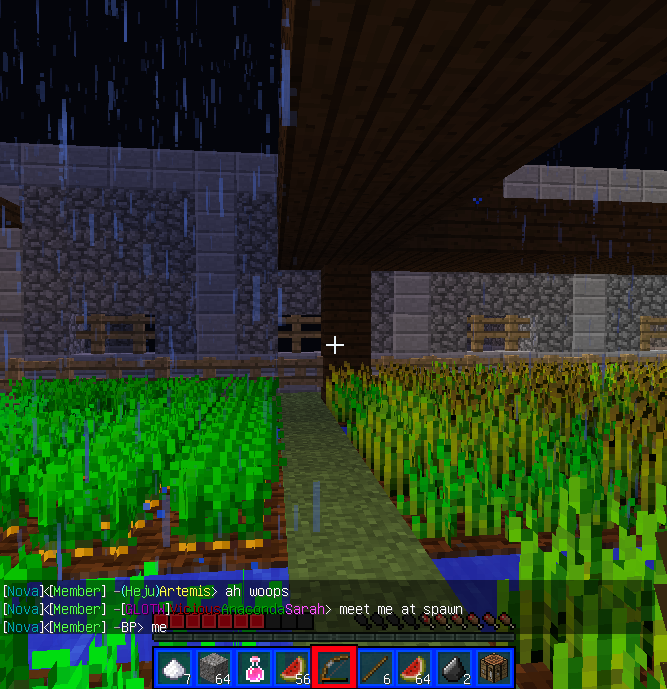 [Nova]<[Member] -(Heju)Artemis> ah woops
[Nova]<[Member] -[GLOTK]ViciousAnacondaSarah> meet me at spawn
[Nova]<[Member] -BP> me
7 64 56 6 64 2